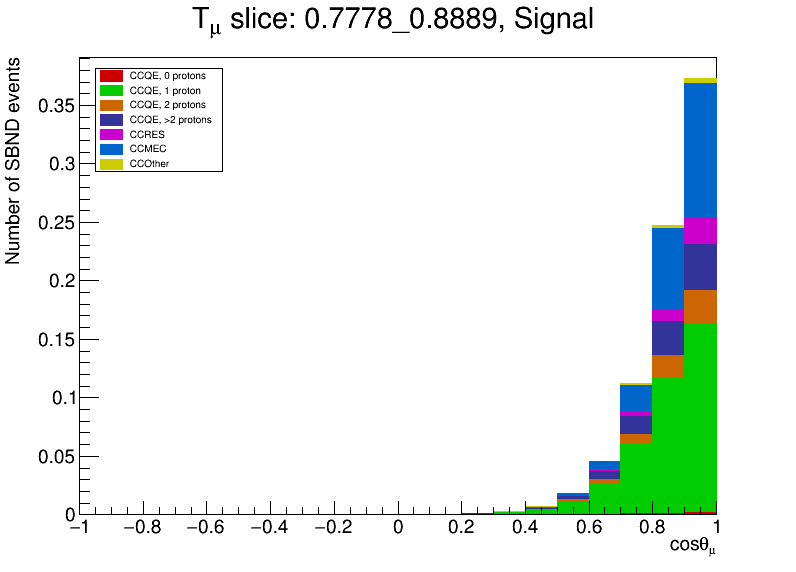 Tμ slice: 0.7778_0.8889, Signal
Number of SBND events
CCQE, 0 protons
CCQE, 1 proton
CCQE, 2 protons
CCQE, >2 protons
CCRES
CCMEC
CCOther
0.35
0.3
0.25
0.2
0.15
0.1
0.05
0
−1 −0.8 −0.6 −0.4 −0.2 0 0.2 0.4 0.6 0.8 1
cosθμ